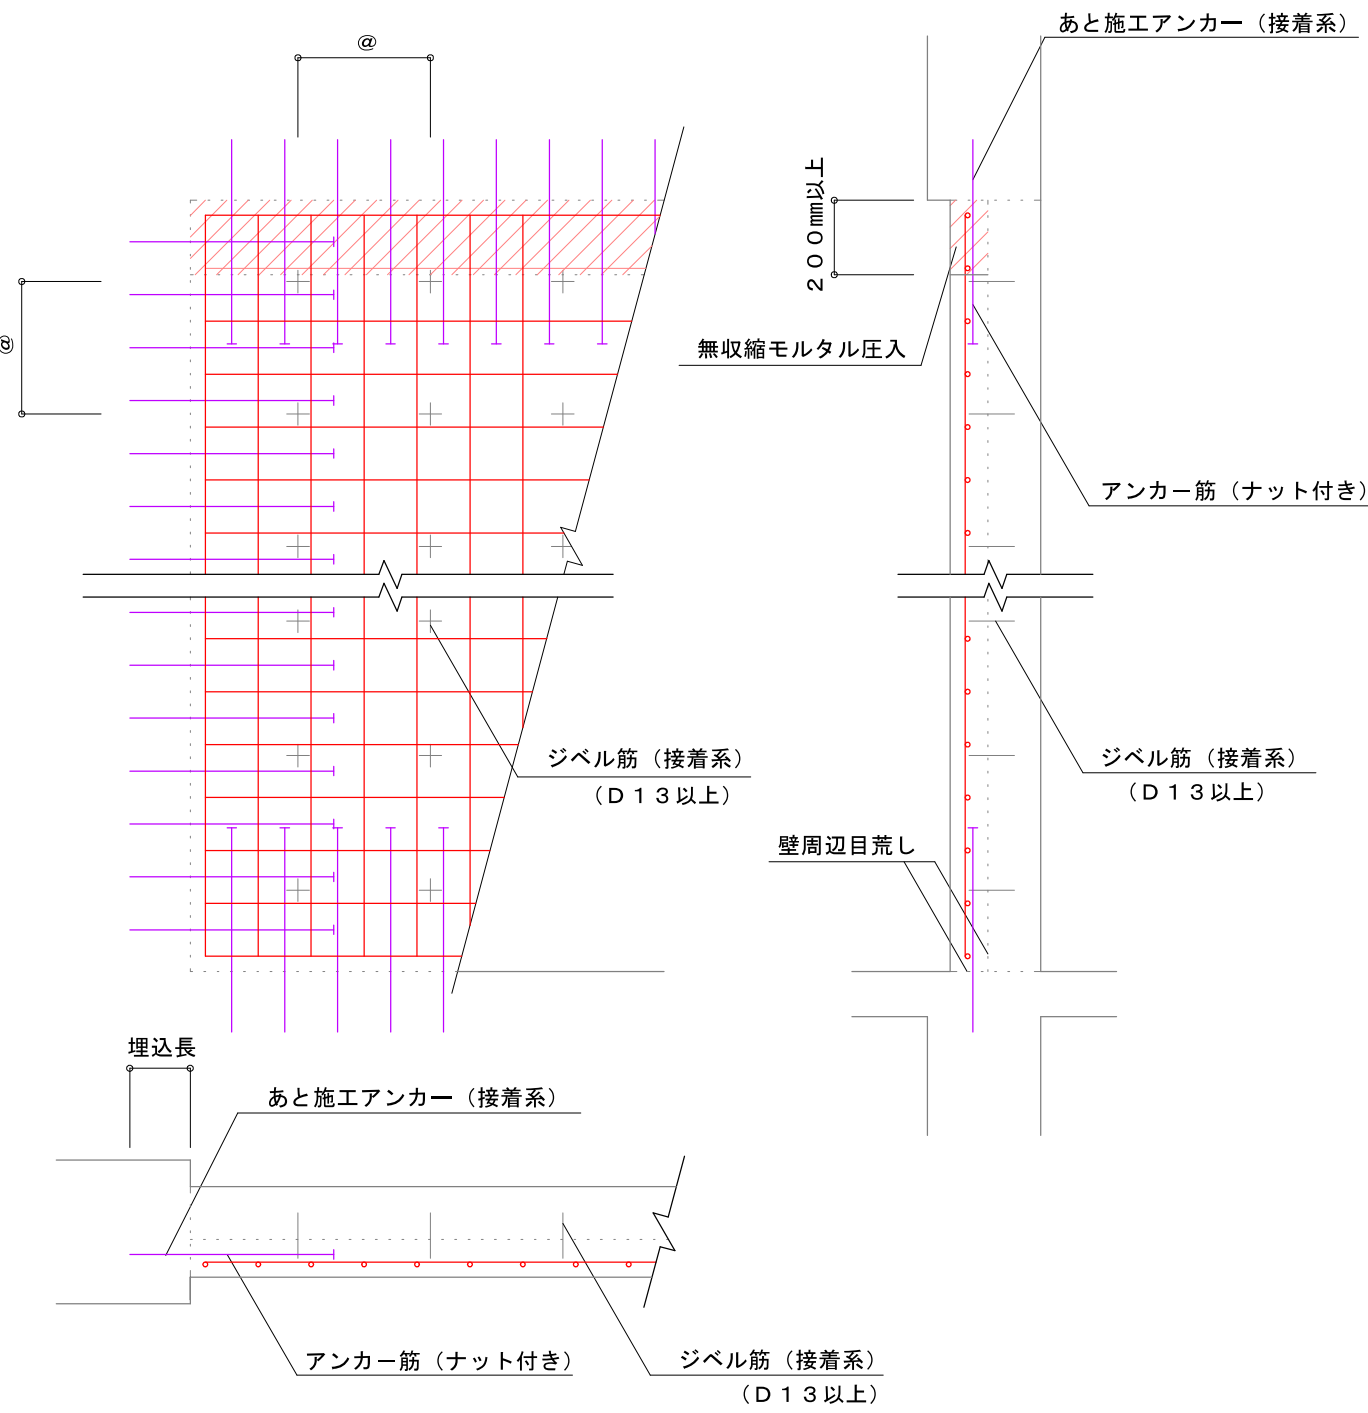 @
あと施工アンカー（接着系）
２００mm以上
@
無収縮モルタル圧入
アンカー筋（ナット付き）
ジベル筋（接着系）
（Ｄ１３以上）
ジベル筋（接着系）
（Ｄ１３以上）
壁周辺目荒し
埋込長
あと施工アンカー（接着系）
アンカー筋（ナット付き）
ジベル筋（接着系）
（Ｄ１３以上）